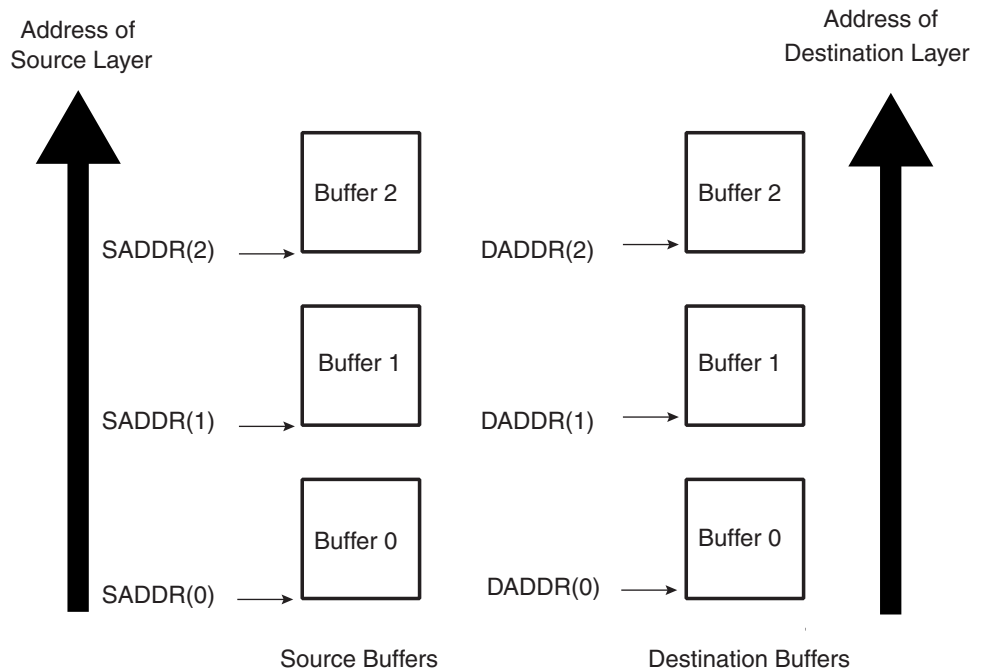 Address of
Source Layer
Address of
Destination Layer
Buffer 2
Buffer 2
SADDR(2)
DADDR(2)
Buffer 1
Buffer 1
SADDR(1)
DADDR(1)
Buffer 0
Buffer 0
SADDR(0)
DADDR(0)
Source Buffers
Destination Buffers